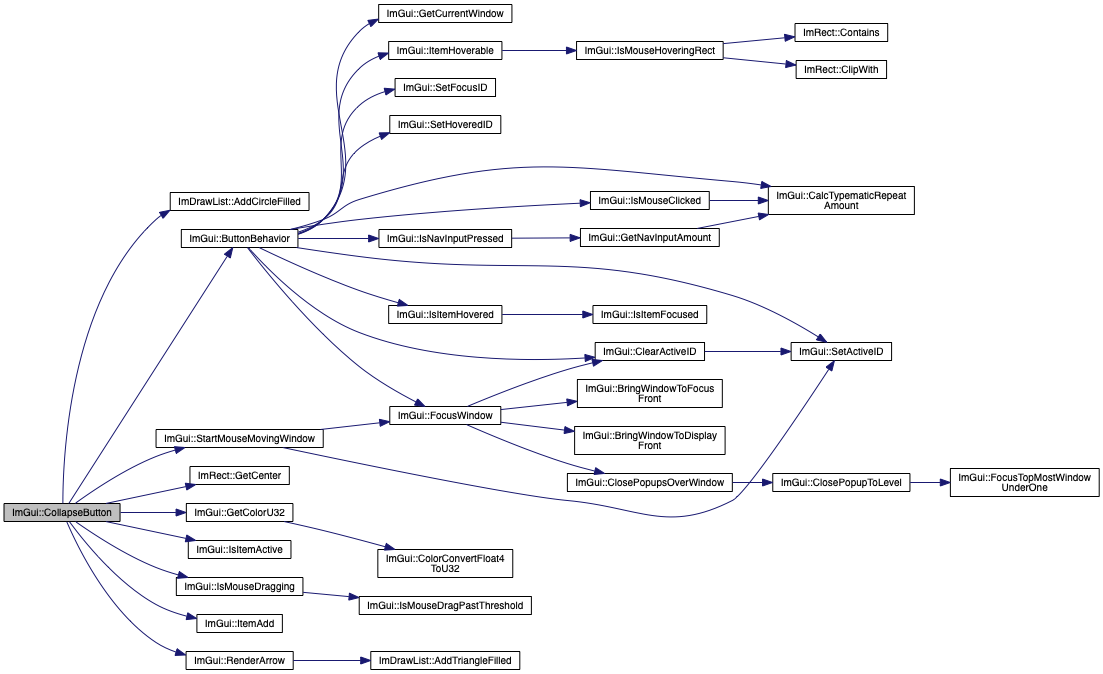 ImGui::GetCurrentWindow
ImGui::ItemHoverable
ImGui::IsMouseHoveringRect
ImRect::Contains
ImRect::ClipWith
ImGui::SetFocusID
ImGui::SetHoveredID
ImDrawList::AddCircleFilled
ImGui::IsMouseClicked
ImGui::CalcTypematicRepeat
Amount
ImGui::ButtonBehavior
ImGui::IsNavInputPressed
ImGui::GetNavInputAmount
ImGui::IsItemHovered
ImGui::IsItemFocused
ImGui::ClearActiveID
ImGui::SetActiveID
ImGui::BringWindowToFocus
Front
ImGui::FocusWindow
ImGui::StartMouseMovingWindow
ImGui::BringWindowToDisplay
Front
ImRect::GetCenter
ImGui::ClosePopupsOverWindow
ImGui::ClosePopupToLevel
ImGui::FocusTopMostWindow
UnderOne
ImGui::CollapseButton
ImGui::GetColorU32
ImGui::IsItemActive
ImGui::ColorConvertFloat4
ToU32
ImGui::IsMouseDragging
ImGui::IsMouseDragPastThreshold
ImGui::ItemAdd
ImGui::RenderArrow
ImDrawList::AddTriangleFilled